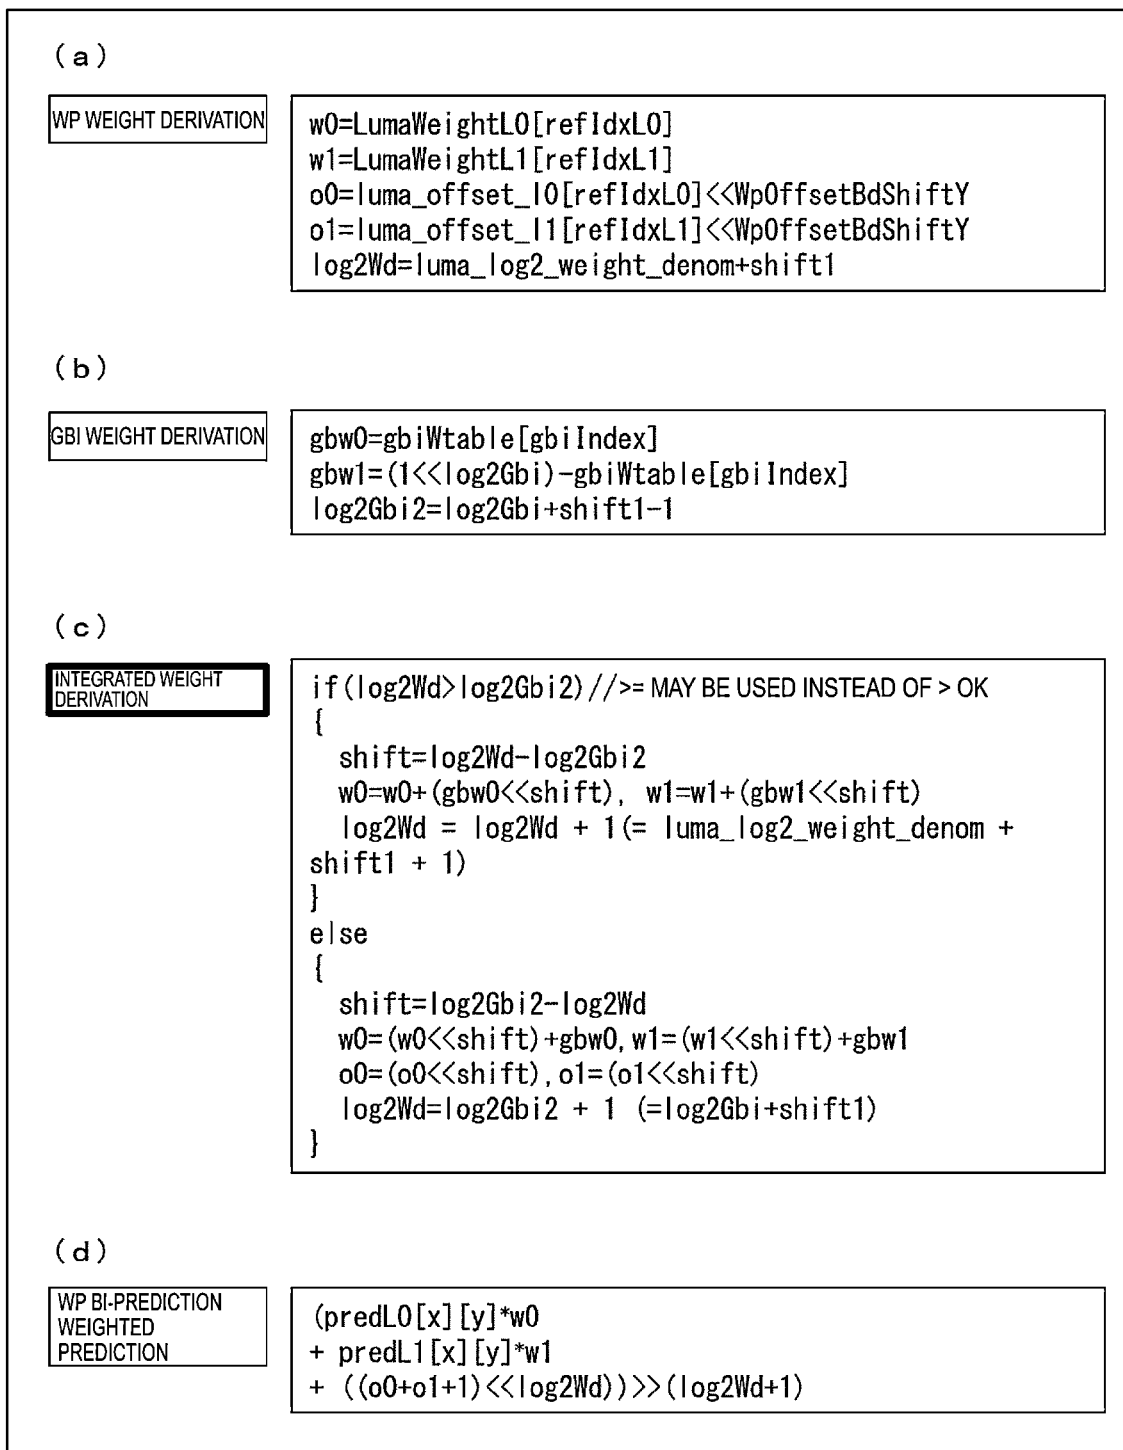 (a)
WP WEIGHT DERIVATION
w0=LumaWeightL0[refIdxL0]
w1=LumaWeightL1[refIdxL1]
o0=luma_offset_l0[refIdxL0]<<WpOffsetBdShiftY
o1=luma_offset_l1[refIdxL1]<<WpOffsetBdShiftY
log2Wd=luma_log2_weight_denom+shift1
(b)
GBI WEIGHT DERIVATION
gbw0=gbiWtable[gbiIndex]
gbw1=(1<<log2Gbi)-gbiWtable[gbiIndex]
log2Gbi2=log2Gbi+shift1-1
(c)
INTEGRATED WEIGHT
DERIVATION
if(log2Wd>log2Gbi2)//>= MAY BE USED INSTEAD OF > OK
{
shift=log2Wd-log2Gbi2
w0=w0+(gbw0<<shift), w1=w1+(gbw1<<shift)
log2Wd = log2Wd + 1(= luma_log2_weight_denom +
shift1 + 1)
}
else
{
shift=log2Gbi2-log2Wd
w0=(w0<<shift)+gbw0,w1=(w1<<shift)+gbw1
o0=(o0<<shift),o1=(o1<<shift)
log2Wd=log2Gbi2 + 1 (=log2Gbi+shift1)
}
(d)
WP BI-PREDICTION
WEIGHTED
PREDICTION
(predL0[x][y]*w0
+ predL1[x][y]*w1
+ ((o0+o1+1)<<log2Wd))>>(log2Wd+1)